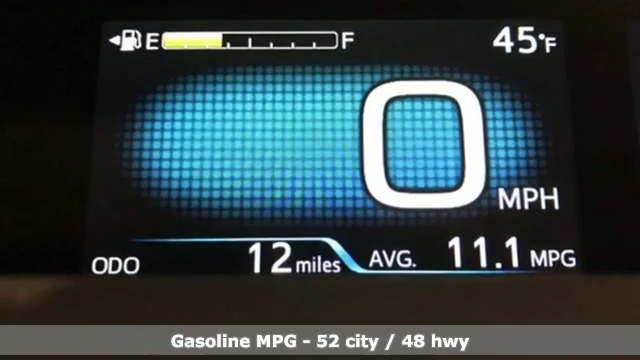 E F 45°F
0 MPH
ODO 12 miles AVG. 11.1 MPG
Gasoline MPG - 52 city / 48 hwy